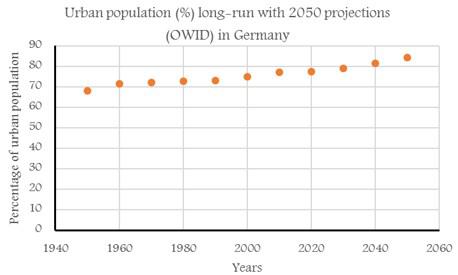 Urban population (%) long-run with 2050 projections
(OWID) in Germany
Percentage of urban population
90
80
70
60
50
40
30
20
10
0
1940 1960 1980 2000 2020 2040 2060
Years